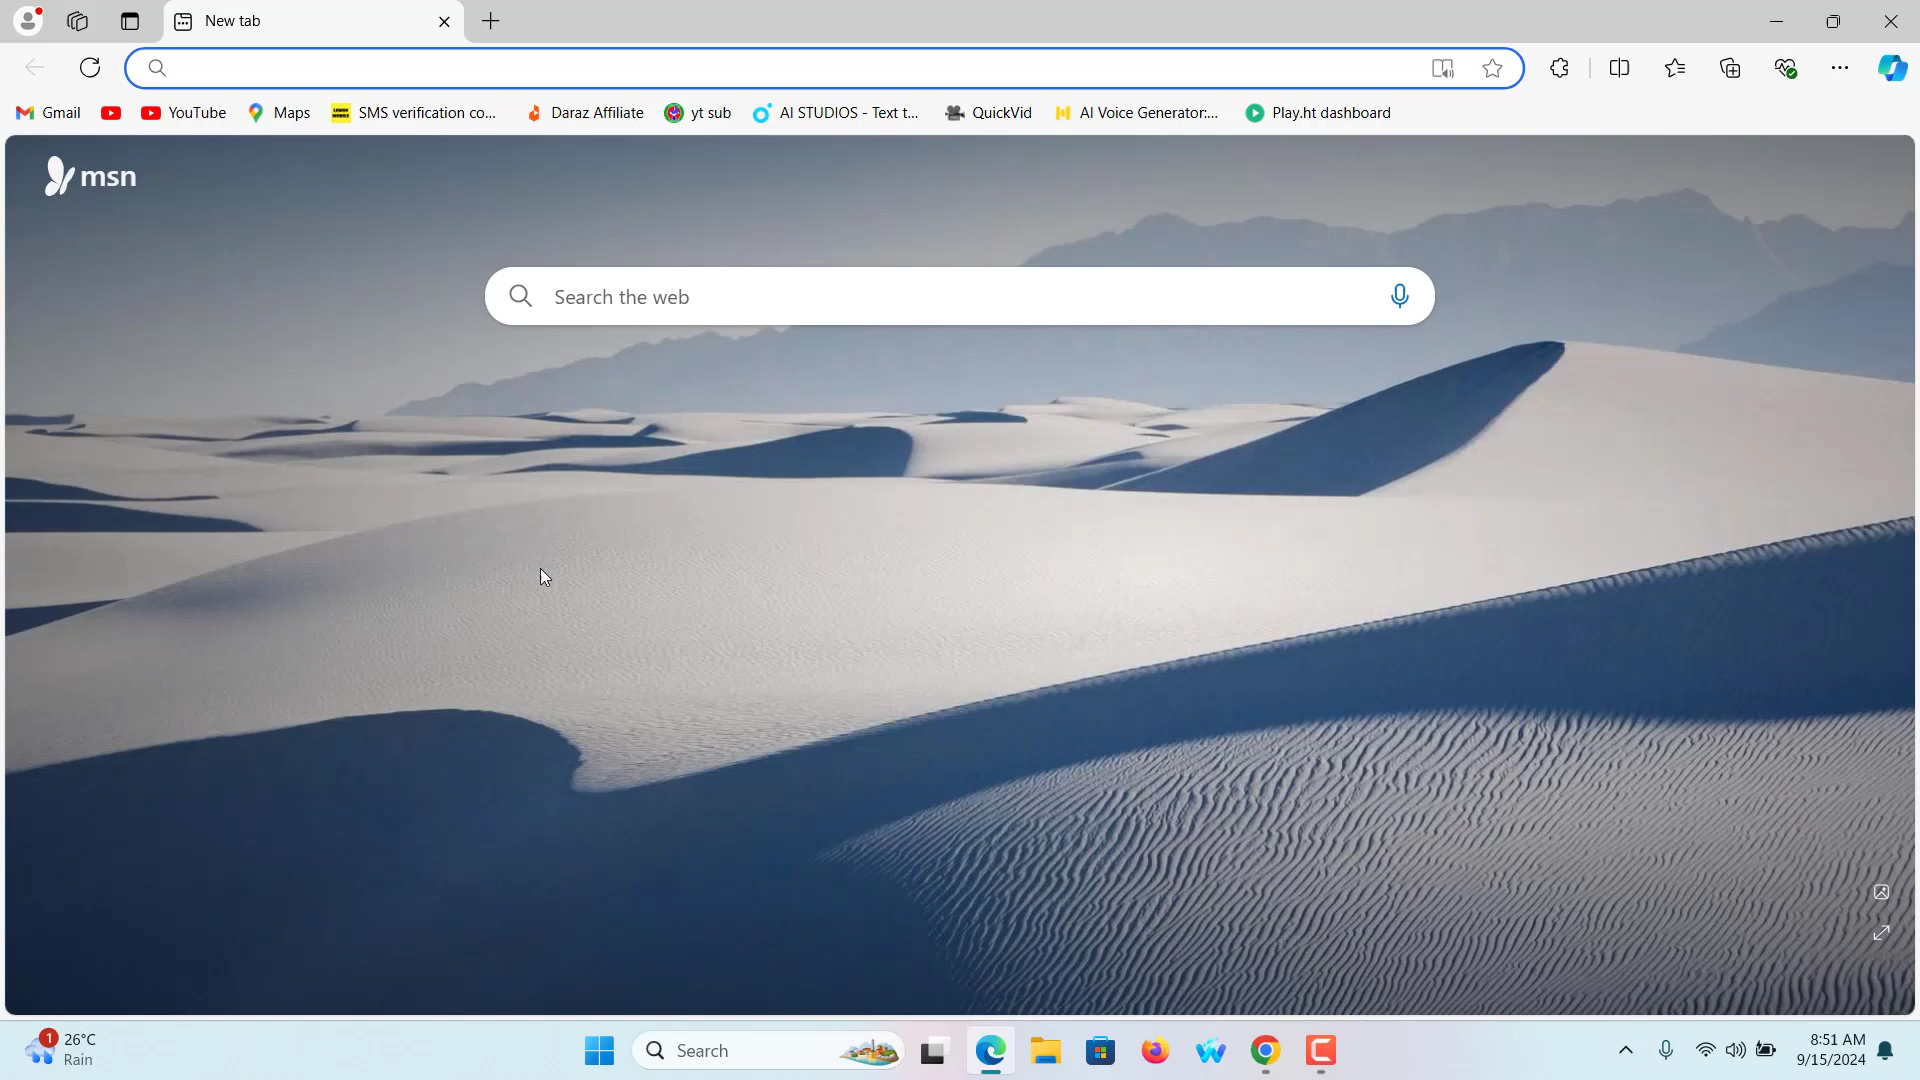 New tab
Gmail
YouTube
Maps
SMS verification co...
Daraz Affiliate
yt sub
AI STUDIOS - Text t...
QuickVid
AI Voice Generator:...
Play.ht dashboard
msn
Search the web
1
26°C
Rain
Search
8:51 AM
9/15/2024